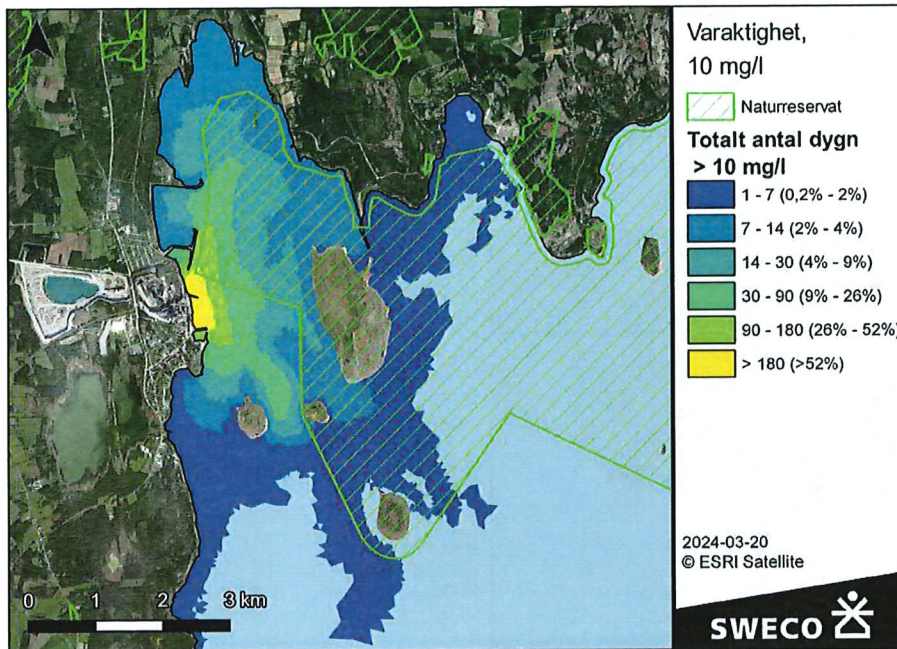 Varaktighet,
10 mg/l
Naturreservat
Totalt antal dygn
> 10 mg/l
1 - 7 (0,2% - 2%)
7 - 14 (2% - 4%)
14 - 30 (4% - 9%)
30 - 90 (9% - 26%)
90 - 180 (26% - 52%)
> 180 (>52%)
0 1 2 3 km
2024-03-20
© ESRI Satellite
SWECO